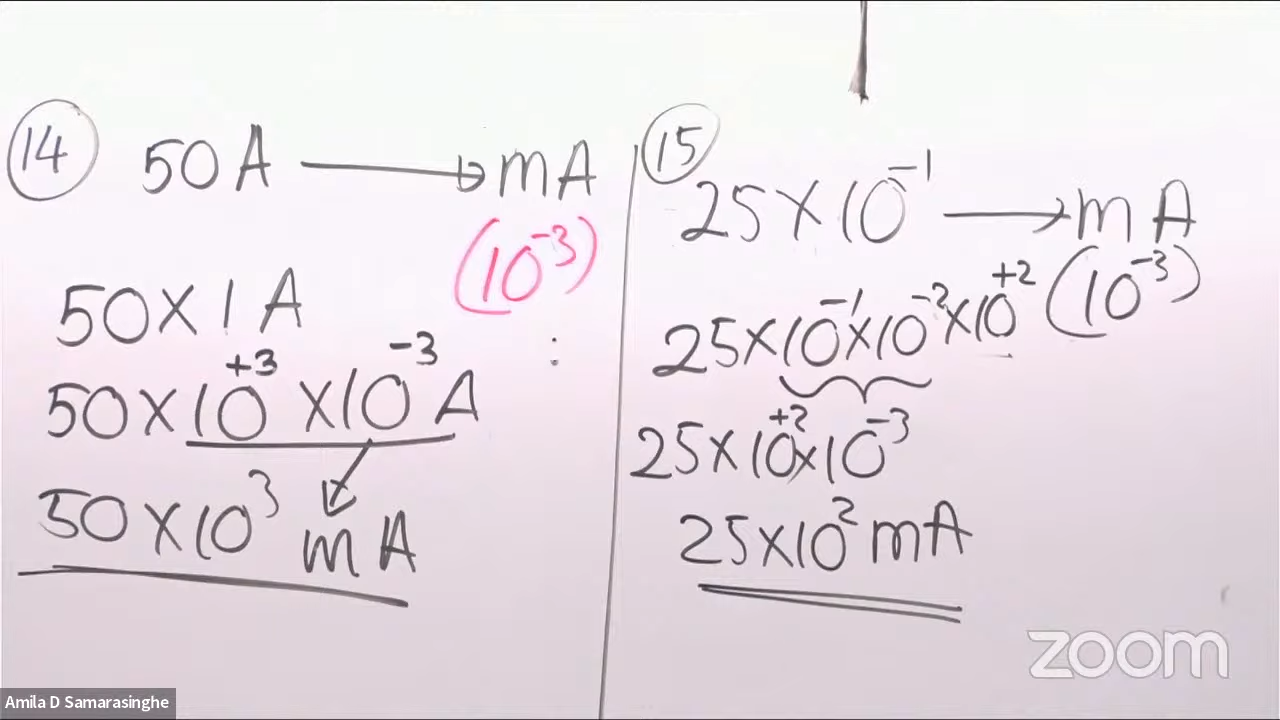 14 50A → mA
(10⁻³)
50×1 A
50×10⁺³ ×10⁻³ A
50×10³ mA
15
25×10⁻¹ → mA
(10⁻³)
25×10⁻¹×10⁻²×10⁺²
25×10⁺²×10⁻³
25×10² mA
zoom
Amila D Samarasinghe